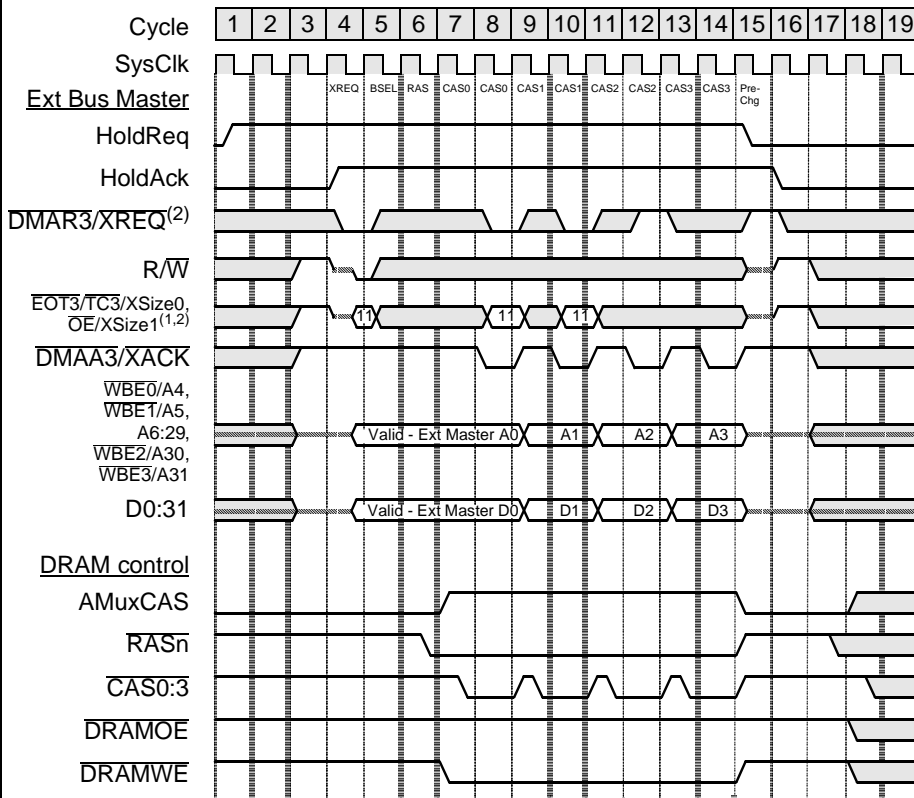 Cycle 1 2 3 4 5 6 7 8 9 10 11 12 13 14 15 16 17 18 19
SysClk
Ext Bus Master XREQ BSEL RAS CAS0 CAS0 CAS1 CAS1 CAS2 CAS2 CAS3 CAS3 Pre-
Chg
HoldReq
HoldAck
DMAR3/XREQ(2)
R/W
EOT3/TC3/XSize0,
OE/XSize1(1,2) 11 11 11
DMAA3/XACK
WBE0/A4,
WBE1/A5,
A6:29, Valid - Ext Master A0 A1 A2 A3
WBE2/A30,
WBE3/A31
D0:31 Valid - Ext Master D0 D1 D2 D3
DRAM control
AMuxCAS
RASn
CAS0:3
DRAMOE
DRAMWE